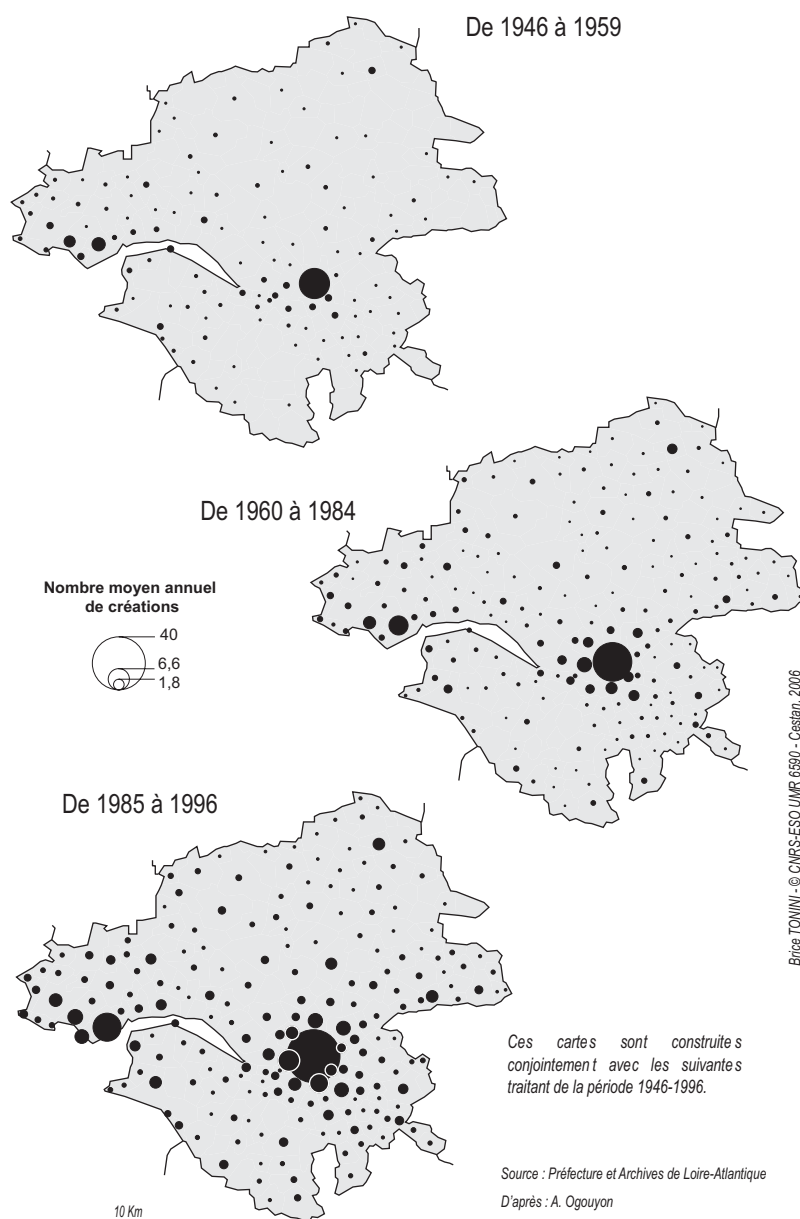 De 1946 à 1959
De 1960 à 1984
Nombre moyen annuel
de créations
40
6,6
1,8
De 1985 à 1996
Brice TONINI - © CNRS-ESO UMR 6590 - Cestan, 2006
Ces cartes sont construites
conjointement avec les suivantes
traitant de la période 1946-1996.
Source : Préfecture et Archives de Loire-Atlantique
D'après : A. Ogouyon
10 Km